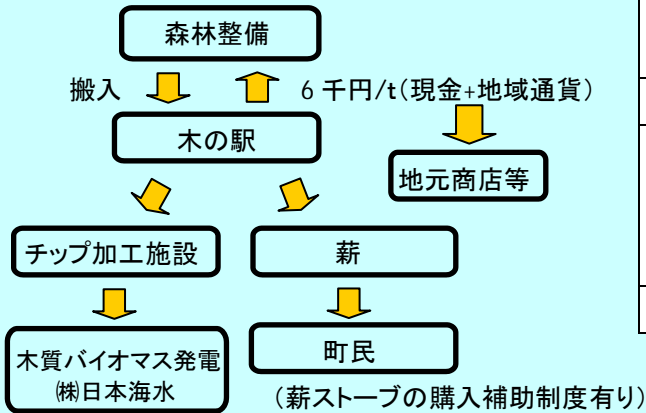 森林整備
搬入
6千円/t(現金+地域通貨)
木の駅
地元商店等
チップ加工施設
薪
木質バイオマス発電
㈱日本海水
町民
(薪ストーブの購入補助制度有り)